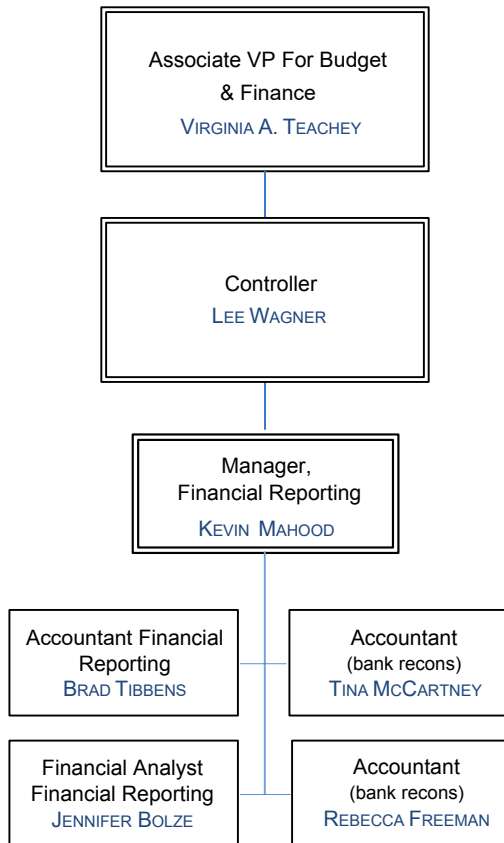 Associate VP For Budget
& Finance
VIRGINIA A. TEACHEY
Controller
LEE WAGNER
Manager,
Financial Reporting
KEVIN MAHOOD
Accountant Financial
Reporting
BRAD TIBBENS
Accountant
(bank recons)
TINA MCCARTNEY
Financial Analyst
Financial Reporting
JENNIFER BOLZE
Accountant
(bank recons)
REBECCA FREEMAN